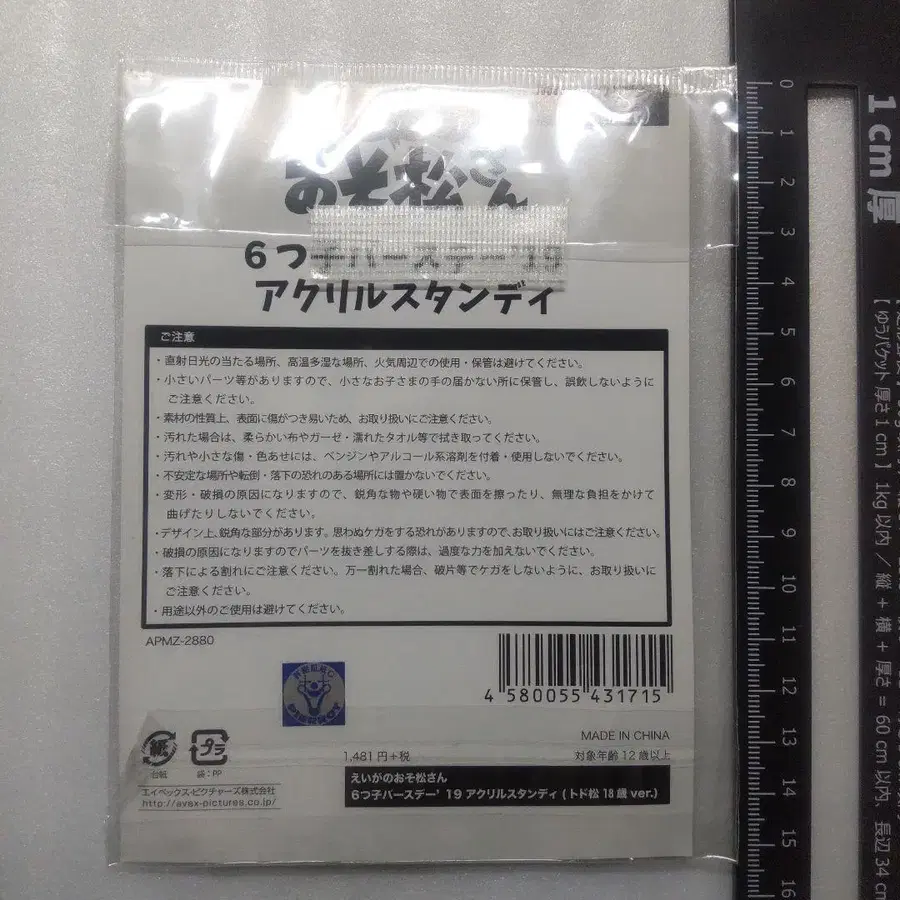 おそ松さん
6つ子バースデー'19
アクリルスタンディ
ご注意
・直射日光の当たる場所、高温多湿な場所、火気周辺での使用・保管は避けてください。
・小さいパーツ等がありますので、小さなお子さまの手の届かない所に保管し、誤飲しないように
ご注意ください。
・素材の性質上、表面に傷がつき易いため、お取り扱いにご注意ください。
・汚れた場合は、柔らかい布やガーゼ・濡れたタオル等で拭き取ってください。
・汚れや小さな傷・色あせには、ベンジンやアルコール系溶剤を付着・使用しないでください。
・不安定な場所や転倒・落下の恐れのある場所には置かないでください。
・変形・破損の原因になりますので、鋭角な物や硬い物で表面を擦ったり、無理な負担をかけて
曲げたりしないでください。
・デザイン上、鋭角な部分があります。思わぬケガをする恐れがありますので、お取り扱いにはご注意ください。
・破損の原因になりますのでパーツを抜き差しする際は、過度な力を加えないでください。
・落下による割れにご注意ください。万一割れた場合、破片等でケガをしないように、お取り扱いに
ご注意ください。
・用途以外のご使用は避けてください。
APMZ-2880
4 580055 431715
MADE IN CHINA
1,481円+税
対象年齢12歳以上
紙
プラ
台紙
袋:PP
エイベックス・ピクチャーズ株式会社
http://avex-pictures.co.jp/
えいがのおそ松さん
6つ子バースデー'19 アクリルスタンディ (トド松18歳ver.)
0
1
2
3
4
5
6
7
8
9
10
11
12
13
14
15
16
1cm厚
【ゆうパケット 厚さ1cm】 1kg以内 / 縦+横+厚さ=60cm以内、長辺34cm